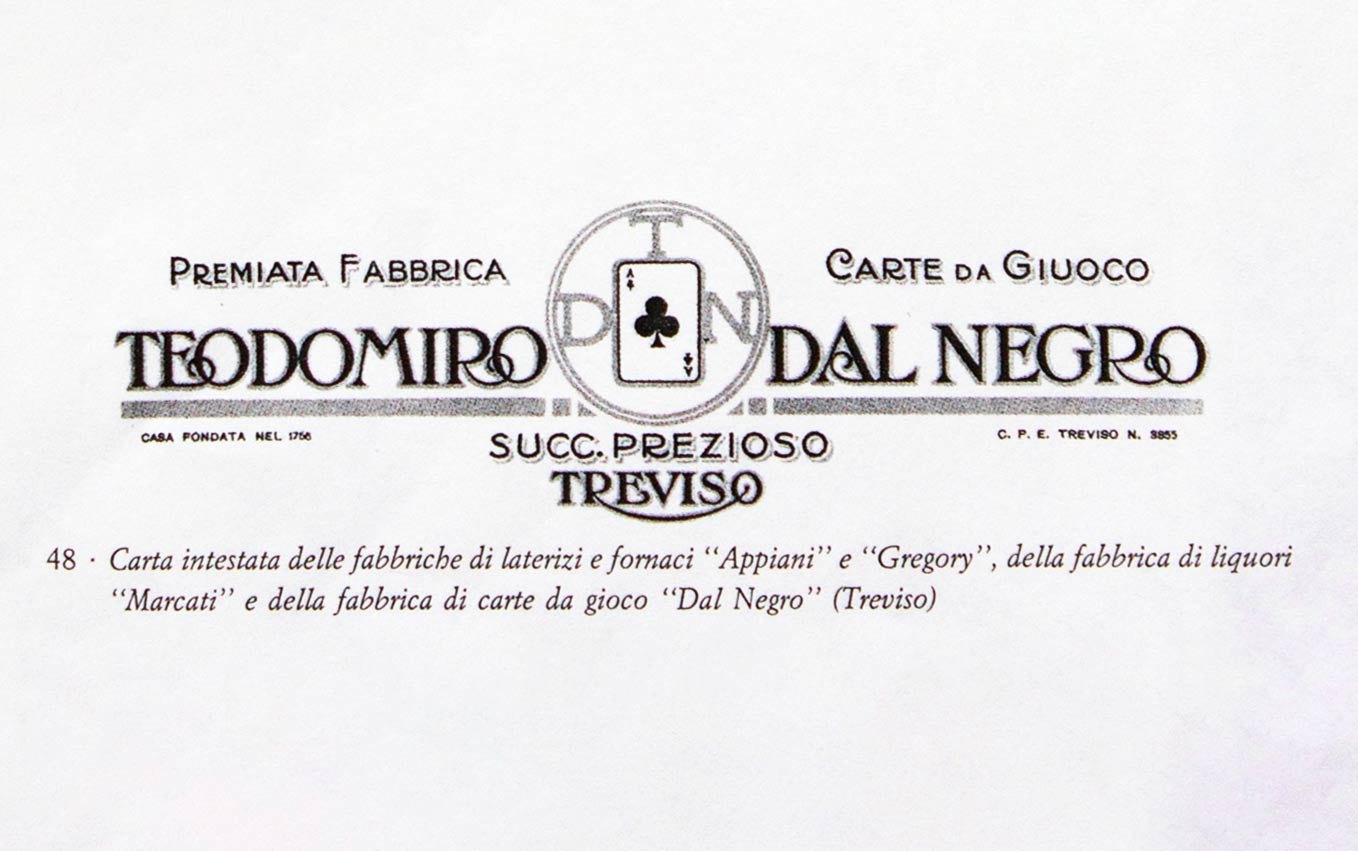 PREMIATA FABBRICA
CARTE DA GIUOCO
T
D N
A
A
TEODOMIRO DAL NEGRO
CASA FONDATA NEL 1756
C. P. E. TREVISO N. 3855
SUCC. PREZIOSO
TREVISO
48 · Carta intestata delle fabbriche di laterizi e fornaci “Appiani” e “Gregory”, della fabbrica di liquori
“Marcati” e della fabbrica di carte da gioco “Dal Negro” (Treviso)